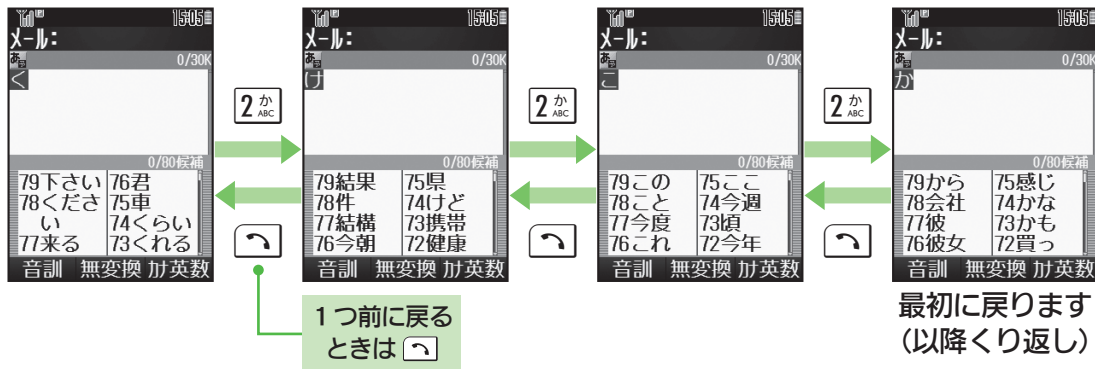 15:05
メール：
あ
0/30K
く
0/80候補
79下さい 76君
78くださ 75車
い 74くらい
77来る 73くれる
音訓 無変換 カナ英数
2 か ABC
15:05
メール：
あ
0/30K
け
0/80候補
79結果 75県
78件 74けど
77結構 73携帯
76今朝 72健康
音訓 無変換 カナ英数
2 か ABC
15:05
メール：
あ
0/30K
こ
0/80候補
79この 75ここ
78こと 74今週
77今度 73頃
76これ 72今年
音訓 無変換 カナ英数
2 か ABC
15:05
メール：
あ
0/30K
か
0/80候補
79から 75感じ
78会社 74かな
77彼 73かも
76彼女 72買っ
音訓 無変換 カナ英数
1つ前に戻る
ときは
最初に戻ります
（以降くり返し）